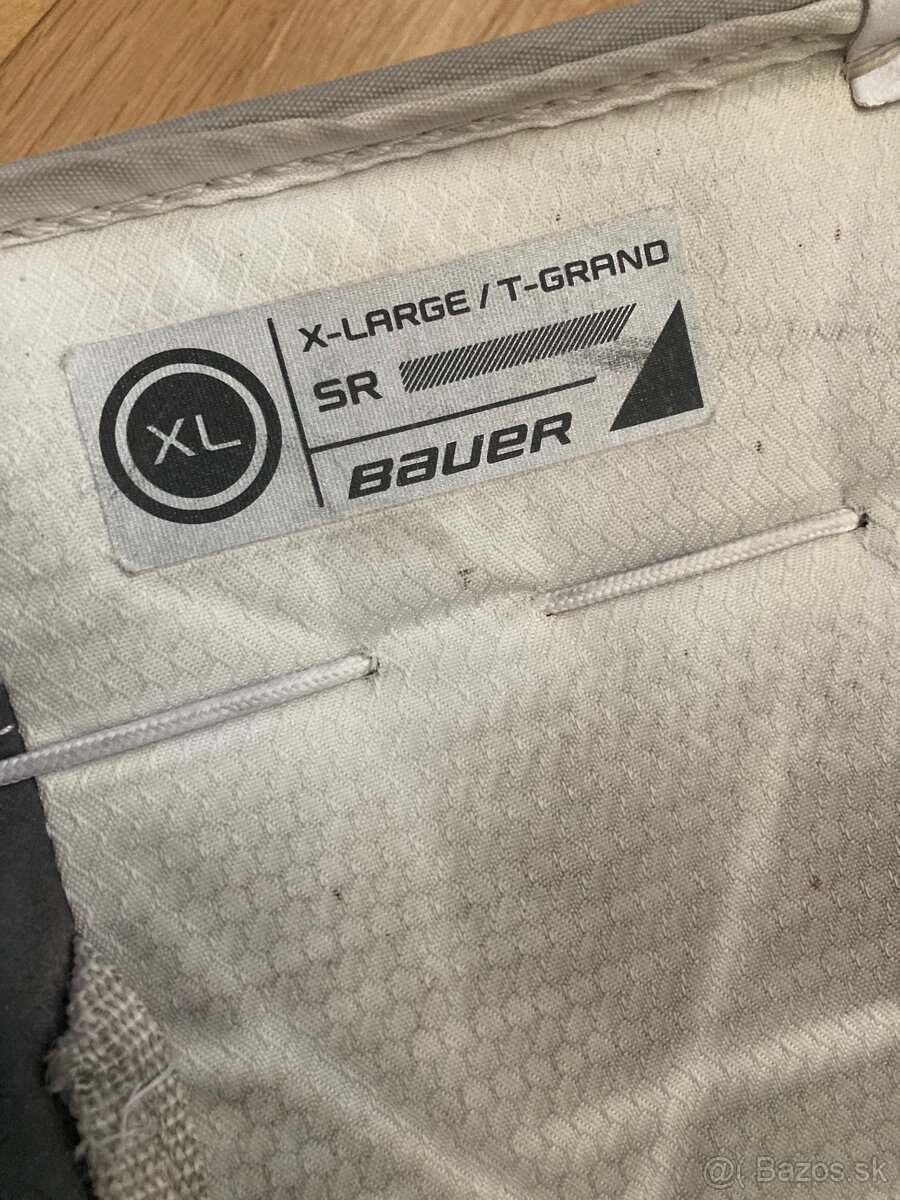 XL
X-LARGE / T-GRAND
SR
BAUER
@( Bazos.sk